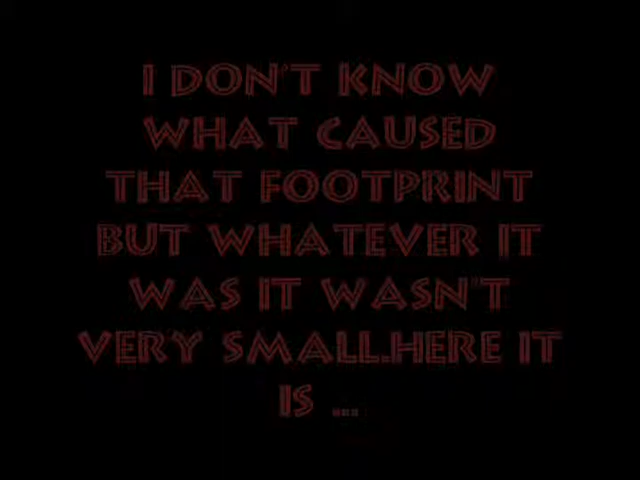 I DON'T KNOW
WHAT CAUSED
THAT FOOTPRINT
BUT WHATEVER IT
WAS IT WASN'T
VERY SMALL.HERE IT
IS ...